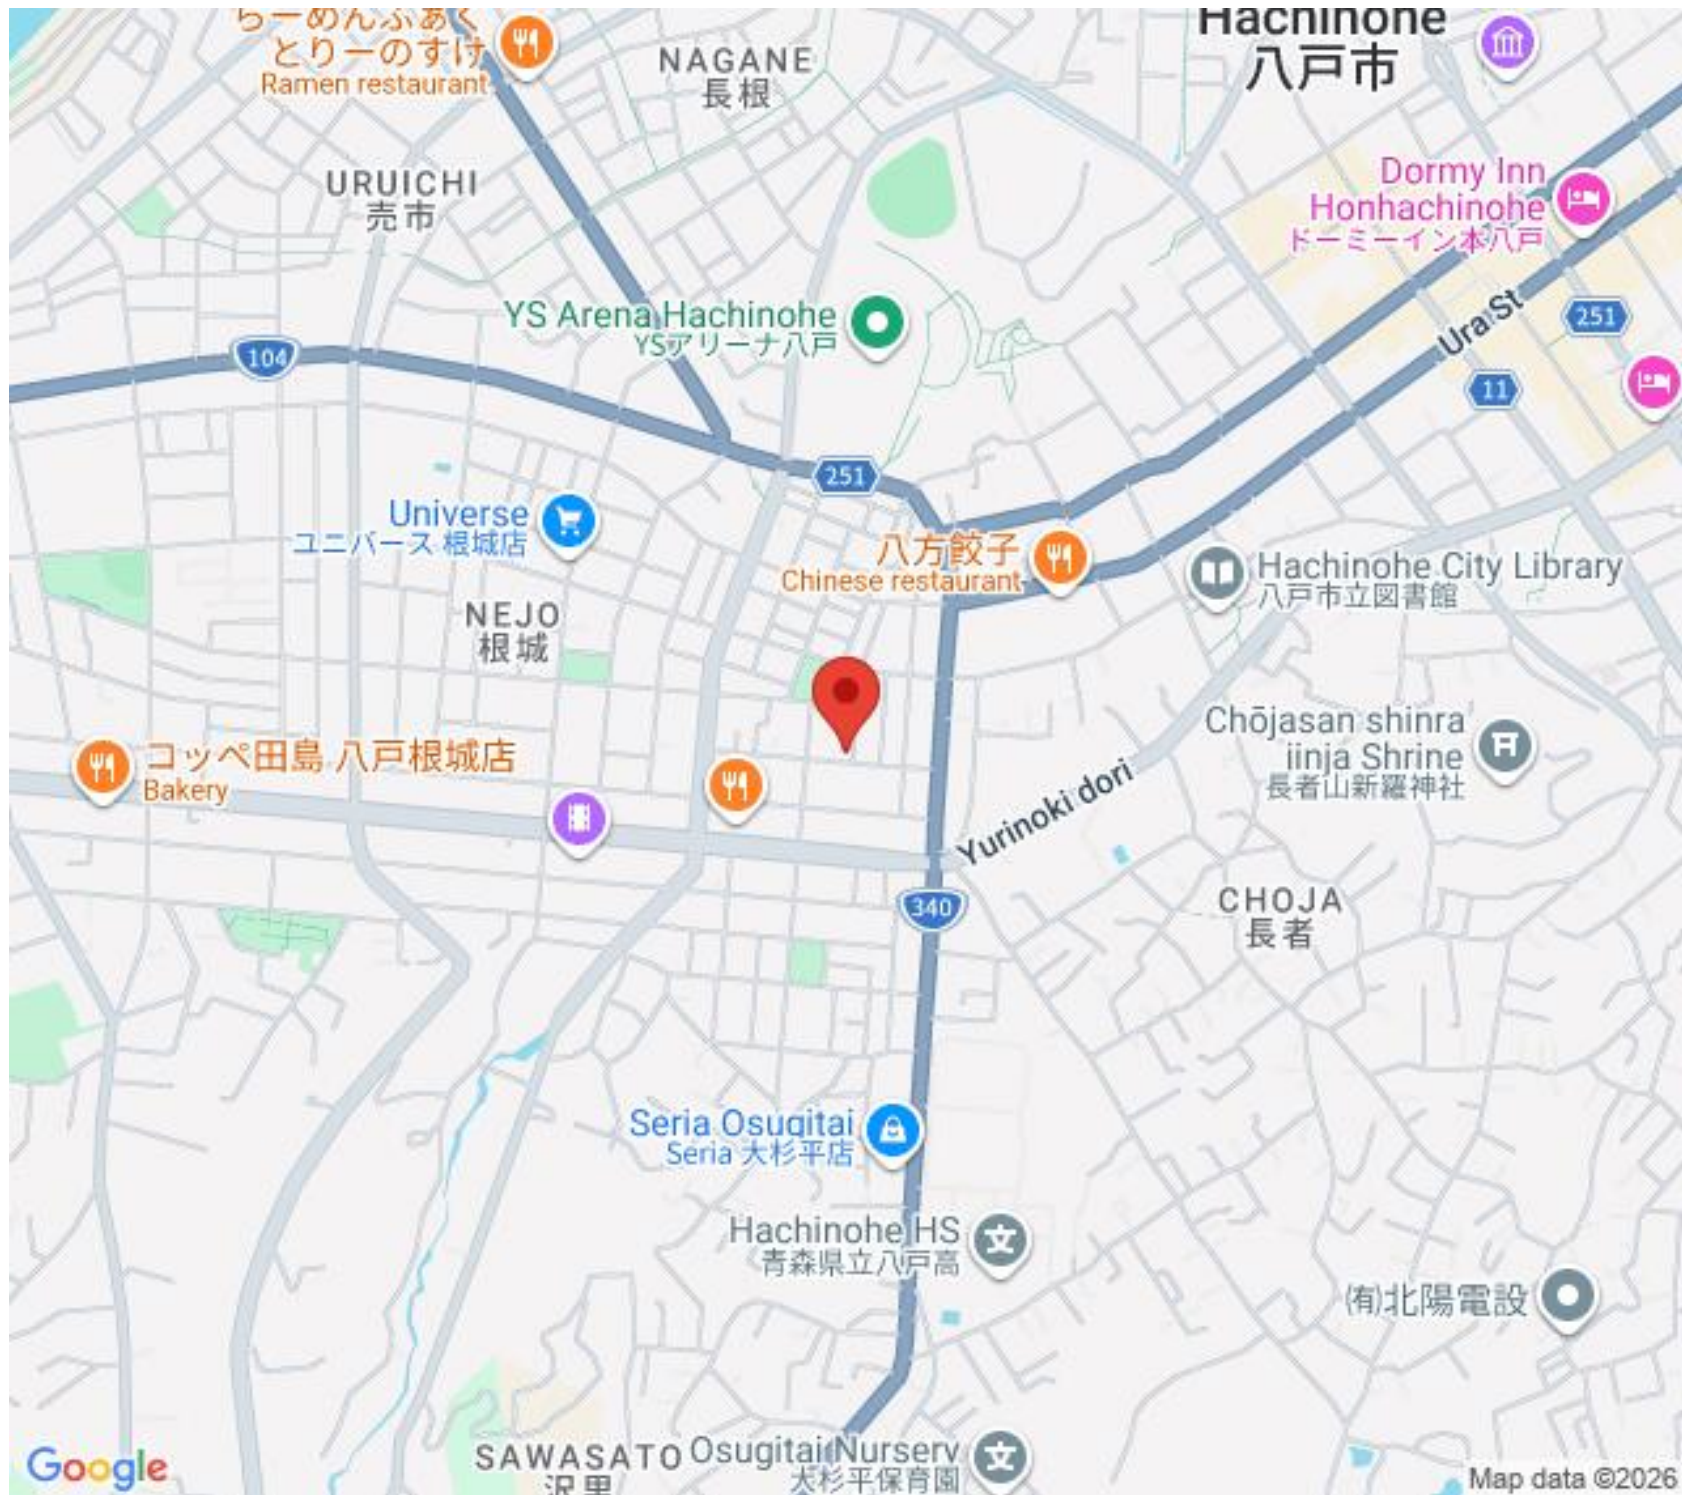 らーめんふぁく
とりーのすけ
Ramen restaurant
NAGANE
長根
Hachinohe
八戸市
URUICHI
売市
Dormy Inn
Honhachinohe
ドーミーイン本八戸
YS Arena Hachinohe
YSアリーナ八戸
Ura St
251
104
11
251
Universe
ユニバース 根城店
八方餃子
Chinese restaurant
Hachinohe City Library
八戸市立図書館
NEJO
根城
Chōjasan shinra
jinja Shrine
長者山新羅神社
コッペ田島 八戸根城店
Bakery
Yurinoki dori
340
CHOJA
長者
Seria Osugitai
Seria 大杉平店
Hachinohe HS
青森県立八戸高
㈲北陽電設
SAWASATO
沢里
Osugitai Nursery
大杉平保育園
Google
Map data ©2026